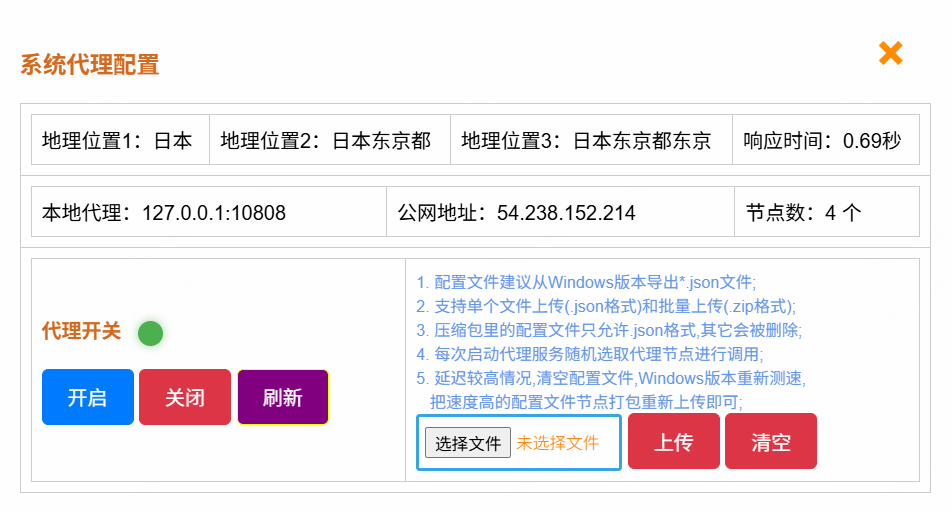 系统代理配置
地理位置1：日本 地理位置2：日本东京都 地理位置3：日本东京都东京 响应时间：0.69秒
本地代理：127.0.0.1:10808 公网地址：54.238.152.214 节点数：4 个
代理开关
开启 关闭 刷新
1. 配置文件建议从Windows版本导出*.json文件;
2. 支持单个文件上传(.json格式)和批量上传(.zip格式);
3. 压缩包里的配置文件只允许.json格式,其它会被删除;
4. 每次启动代理服务随机选取代理节点进行调用;
5. 延迟较高情况,清空配置文件,Windows版本重新测速,
把速度高的配置文件节点打包重新上传即可;
选择文件 未选择文件 上传 清空